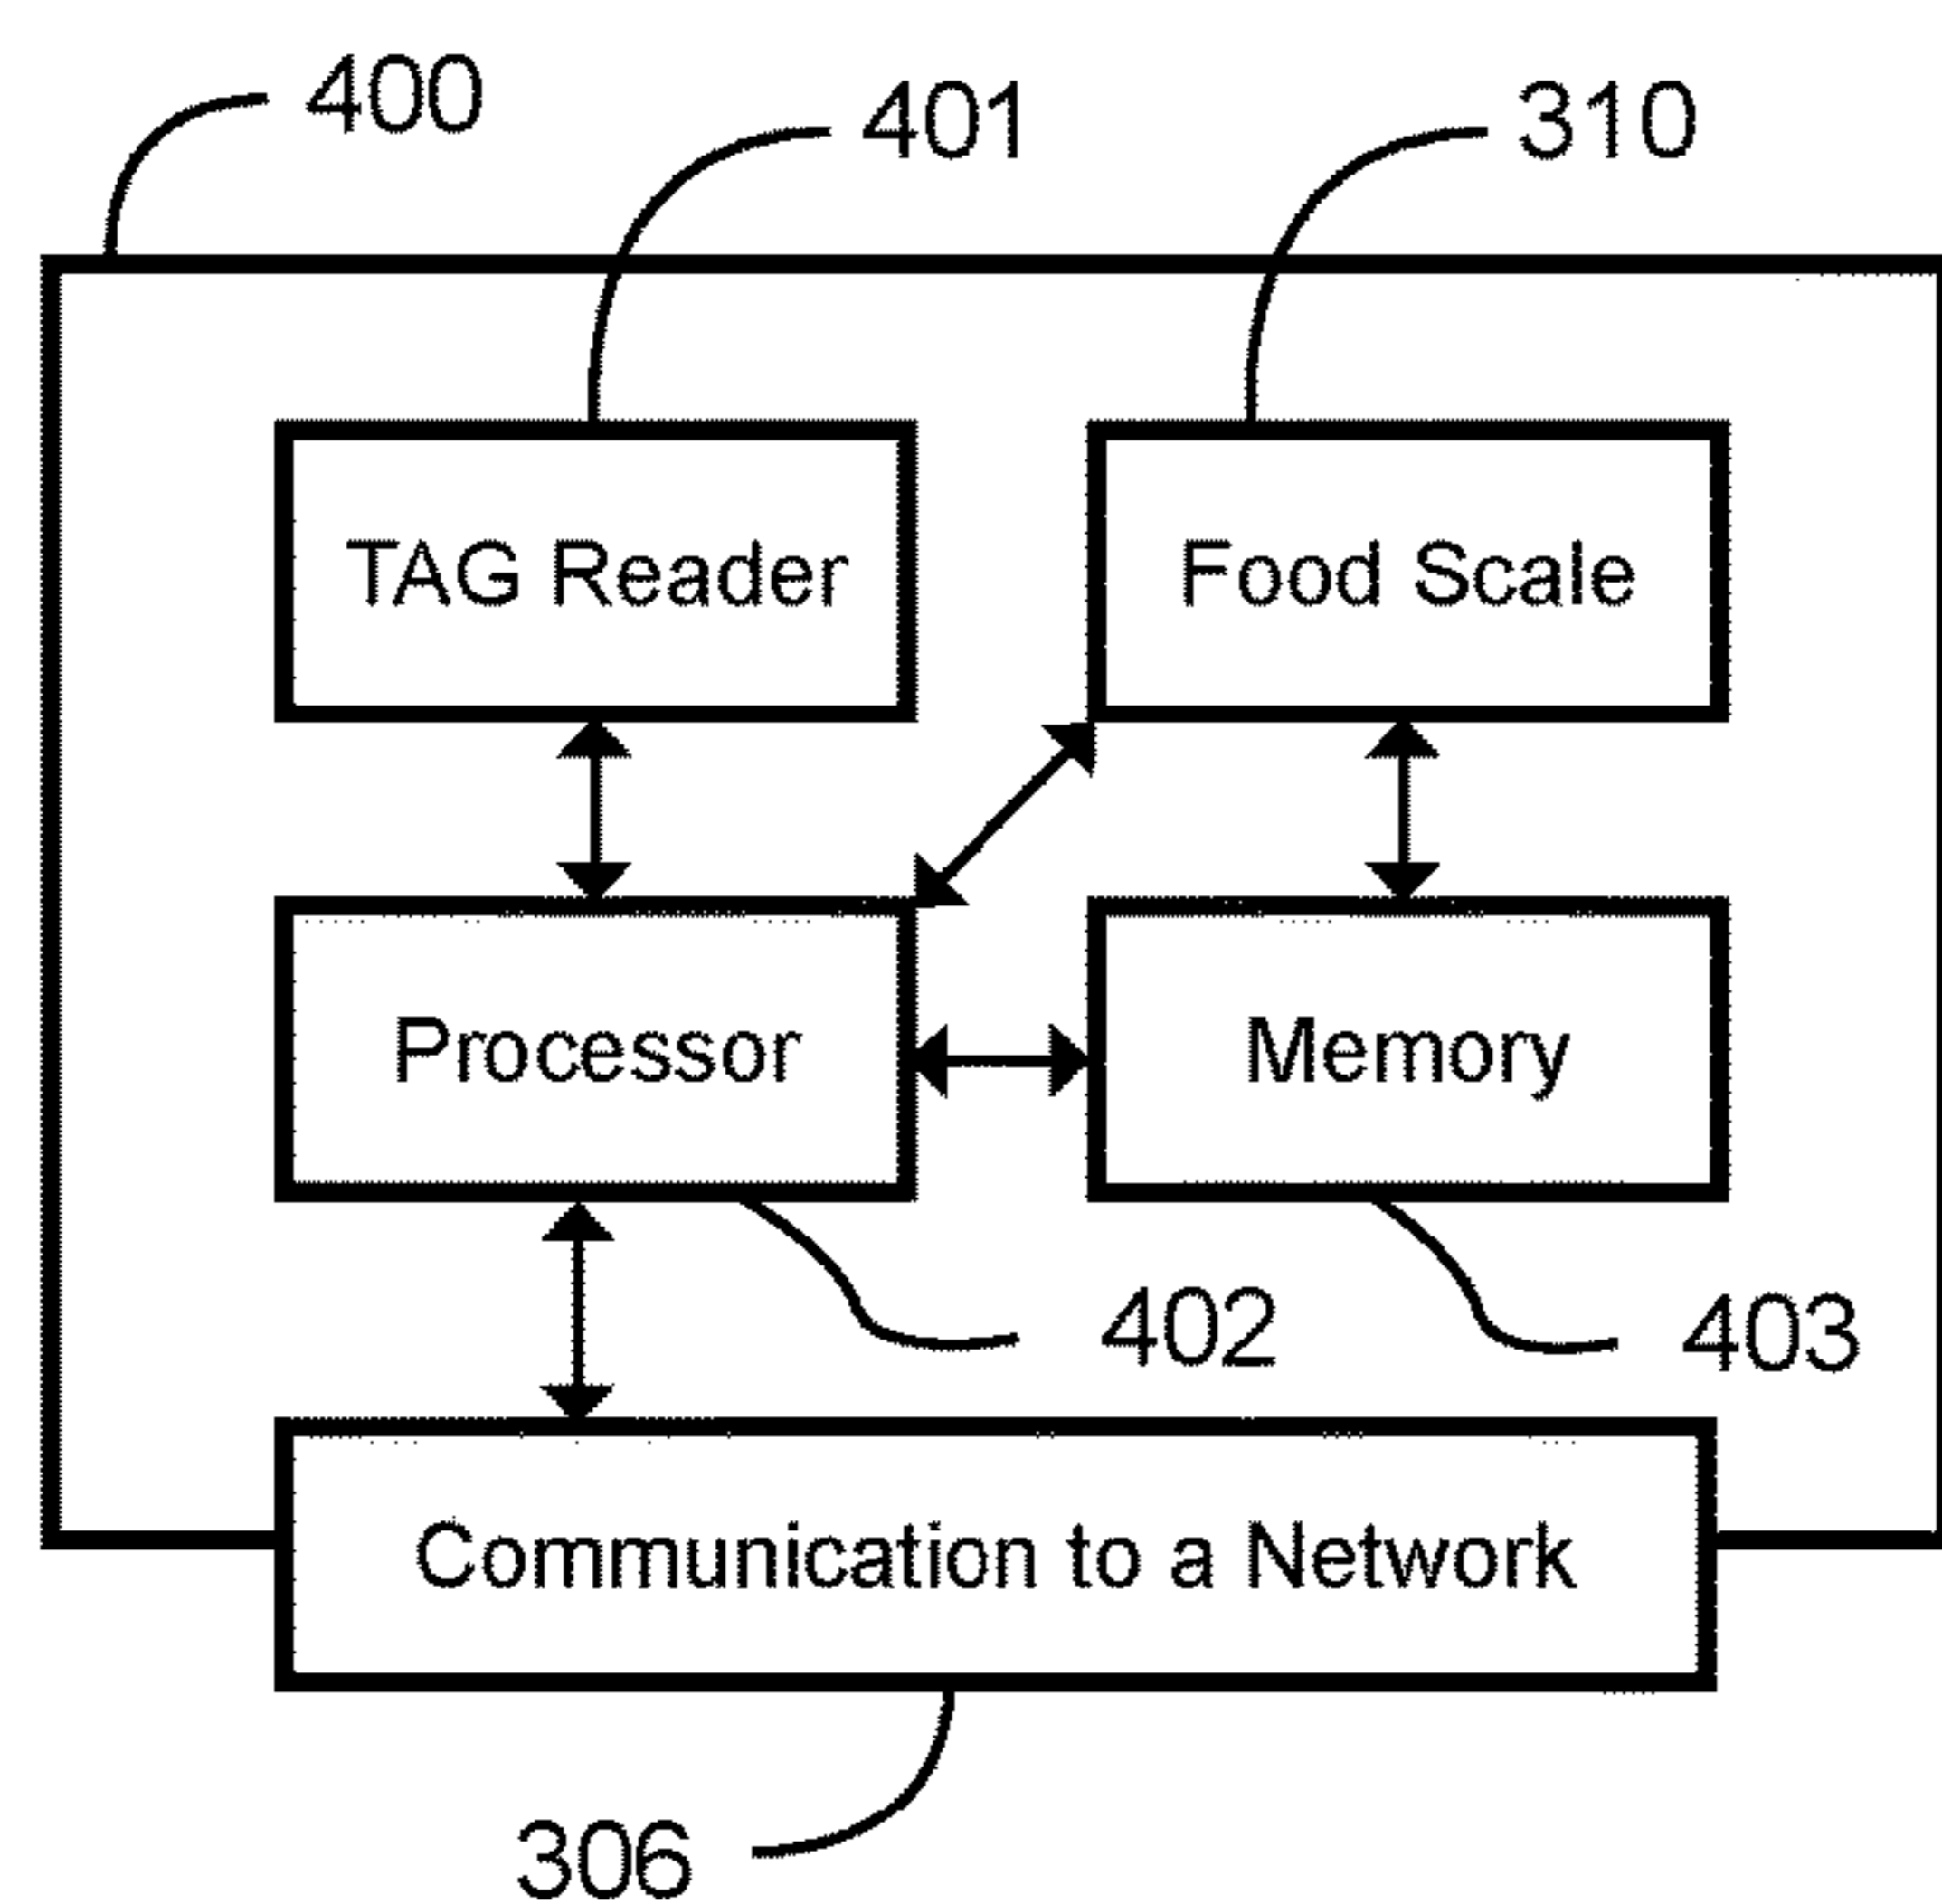 400
401
310
TAG Reader
Food Scale
Processor
Memory
402
403
Communication to a Network
306